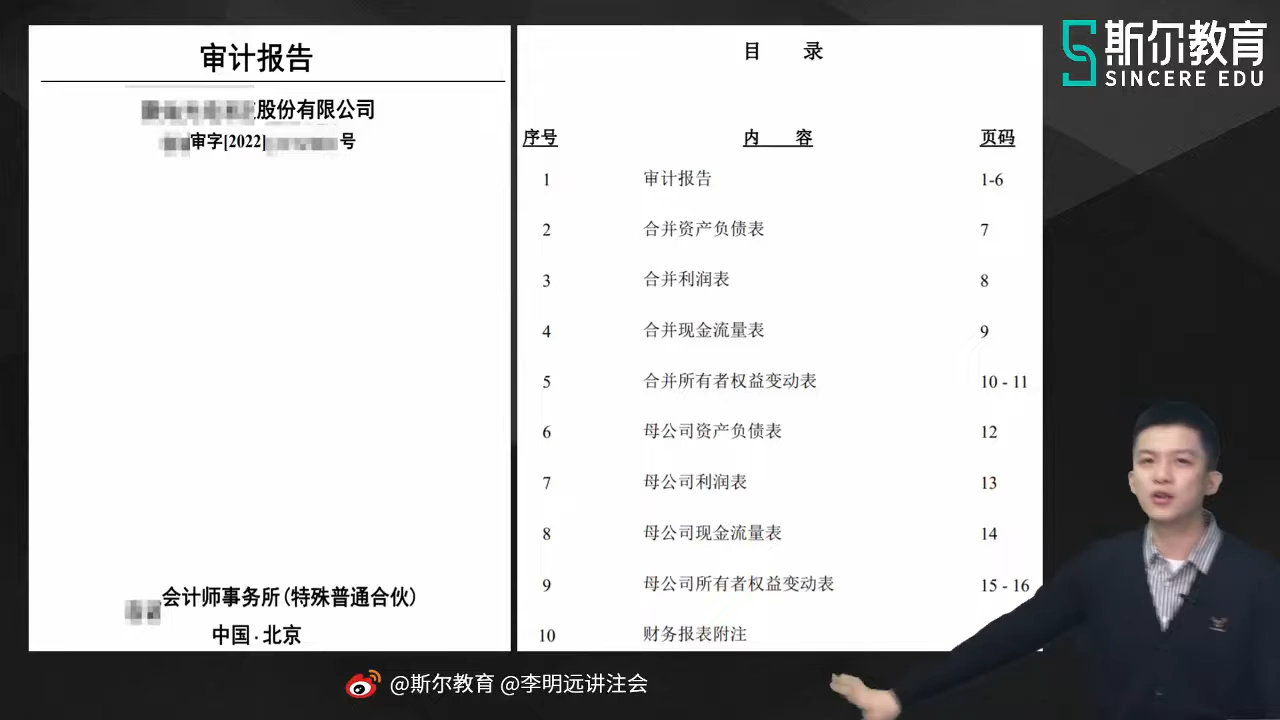 审计报告
股份有限公司
审字[2022] 号
会计师事务所(特殊普通合伙)
中国·北京
目 录
序号 内 容 页码
1 审计报告 1-6
2 合并资产负债表 7
3 合并利润表 8
4 合并现金流量表 9
5 合并所有者权益变动表 10 - 11
6 母公司资产负债表 12
7 母公司利润表 13
8 母公司现金流量表 14
9 母公司所有者权益变动表 15 - 16
10 财务报表附注
斯尔教育
SINCERE EDU
@斯尔教育 @李明远讲注会